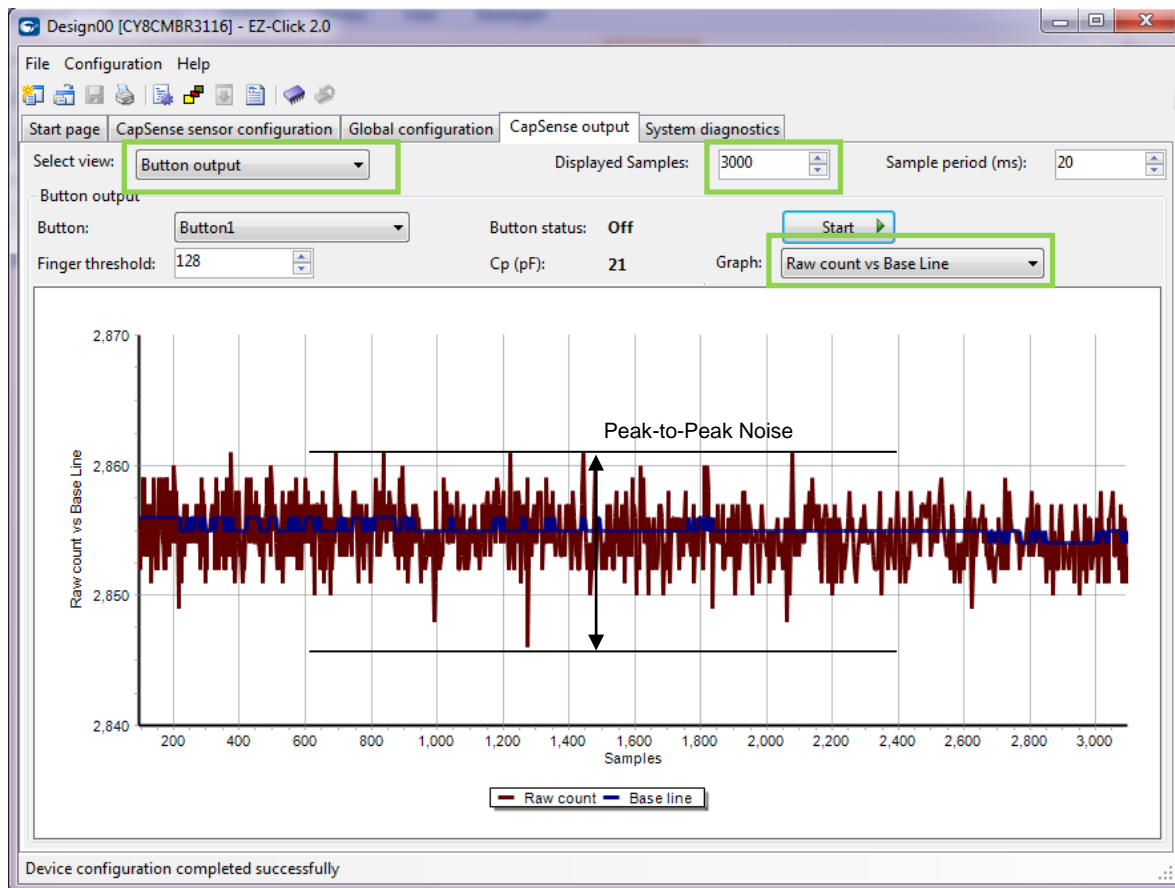 Design00 [CY8CMBR3116] - EZ-Click 2.0
File Configuration Help
Start page CapSense sensor configuration Global configuration CapSense output System diagnostics
Select view: Button output Displayed Samples: 3000 Sample period (ms): 20
Button output
Button: Button1 Button status: Off Start
Finger threshold: 128 Cp (pF): 21 Graph: Raw count vs Base Line
2,870
Peak-to-Peak Noise
2,860
Raw count vs Base Line
2,850
2,840
200 400 600 800 1,000 1,200 1,400 1,600 1,800 2,000 2,200 2,400 2,600 2,800 3,000
Samples
Raw count Base line
Device configuration completed successfully